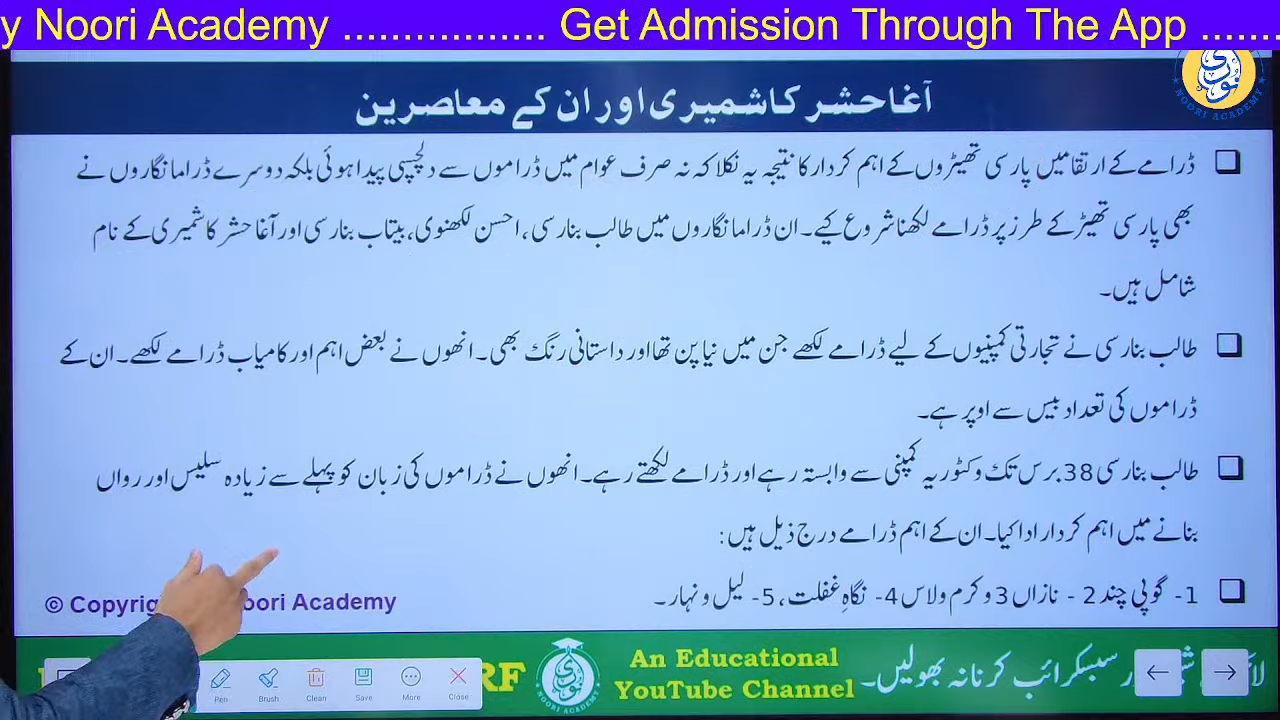 y Noori Academy ................. Get Admission Through The App .......
آغا حشر کاشمیری اور ان کے معاصرین
NOORI ACADEMY
❑ ڈرامے کے ارتقا میں پارسی تھیٹروں کے اہم کردار کا نتیجہ یہ نکلا کہ نہ صرف عوام میں ڈراموں سے دلچسپی پیدا ہوئی بلکہ دوسرے ڈراما نگاروں نے
بھی پارسی تھیٹر کے طرز پر ڈرامے لکھنا شروع کیے۔ ان ڈراما نگاروں میں طالب بنارسی، احسن لکھنوی، بیتاب بنارسی اور آغا حشر کاشمیری کے نام
شامل ہیں۔
❑ طالب بنارسی نے تجارتی کمپنیوں کے لیے ڈرامے لکھے جن میں نیا پن تھا اور داستانی رنگ بھی۔ انھوں نے بعض اہم اور کامیاب ڈرامے لکھے۔ ان کے
ڈراموں کی تعداد بیس سے اوپر ہے۔
❑ طالب بنارسی 38 برس تک وکٹوریہ کمپنی سے وابستہ رہے اور ڈرامے لکھتے رہے۔ انھوں نے ڈراموں کی زبان کو پہلے سے زیادہ سلیس اور رواں
بنانے میں اہم کردار ادا کیا۔ ان کے اہم ڈرامے درج ذیل ہیں:
❑ 1- گوپی چند 2 - نازاں 3 وکرم ولاس 4- نگاہِ غفلت، 5- لیل و نہار۔
© Copyrig oori Academy
RF
NOORI ACADEMY
An Educational
YouTube Channel
سبسکرائب کرنا نہ بھولیں۔
Pen Brush Clean Save More Close